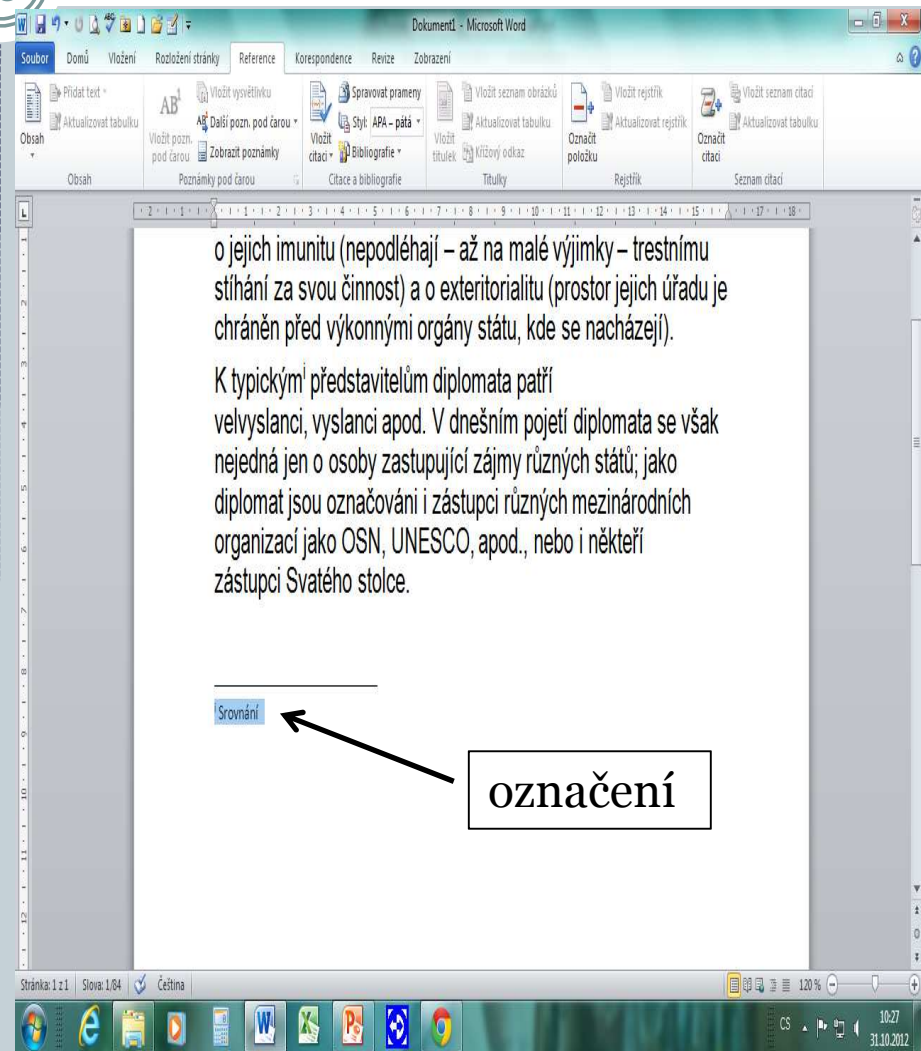 Dokument1 - Microsoft Word
Soubor Domů Vložení Rozložení stránky Reference Korespondence Revize Zobrazení
Obsah
Přidat text
Aktualizovat tabulku
Obsah
AB1
Vložit pozn. pod čarou
Vložit vysvětlivku
Další pozn. pod čarou
Zobrazit poznámky
Poznámky pod čarou
Vložit citaci
Spravovat prameny
Styl: APA – pátá
Bibliografie
Citace a bibliografie
Vložit titulek
Vložit seznam obrázků
Aktualizovat tabulku
Křížový odkaz
Titulky
Označit položku
Vložit rejstřík
Aktualizovat rejstřík
Rejstřík
Označit citaci
Vložit seznam citací
Aktualizovat tabulku
Seznam citací
o jejich imunitu (nepodléhají – až na malé výjimky – trestnímu
stíhání za svou činnost) a o exteritorialitu (prostor jejich úřadu je
chráněn před výkonnými orgány státu, kde se nacházejí).
K typickými představitelům diplomata patří
velvyslanci, vyslanci apod. V dnešním pojetí diplomata se však
nejedná jen o osoby zastupující zájmy různých států; jako
diplomat jsou označováni i zástupci různých mezinárodních
organizací jako OSN, UNESCO, apod., nebo i někteří
zástupci Svatého stolce.
i Srovnání
označení
Stránka: 1 z 1 Slova: 1/84 Čeština 120 %
CS 10:27
31.10.2012